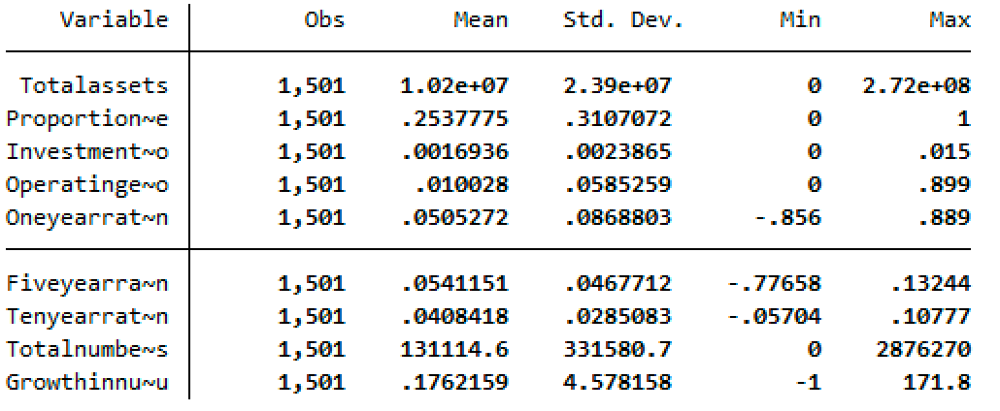 Variable Obs Mean Std. Dev. Min Max
Totalassets 1,501 1.02e+07 2.39e+07 0 2.72e+08
Proportion~e 1,501 .2537775 .3107072 0 1
Investment~o 1,501 .0016936 .0023865 0 .015
Operatinge~o 1,501 .010028 .0585259 0 .899
Oneyearrat~n 1,501 .0505272 .0868803 -.856 .889
Fiveyearra~n 1,501 .0541151 .0467712 -.77658 .13244
Tenyearrat~n 1,501 .0408418 .0285083 -.05704 .10777
Totalnumbe~s 1,501 131114.6 331580.7 0 2876270
Growthinnu~u 1,501 .1762159 4.578158 -1 171.8